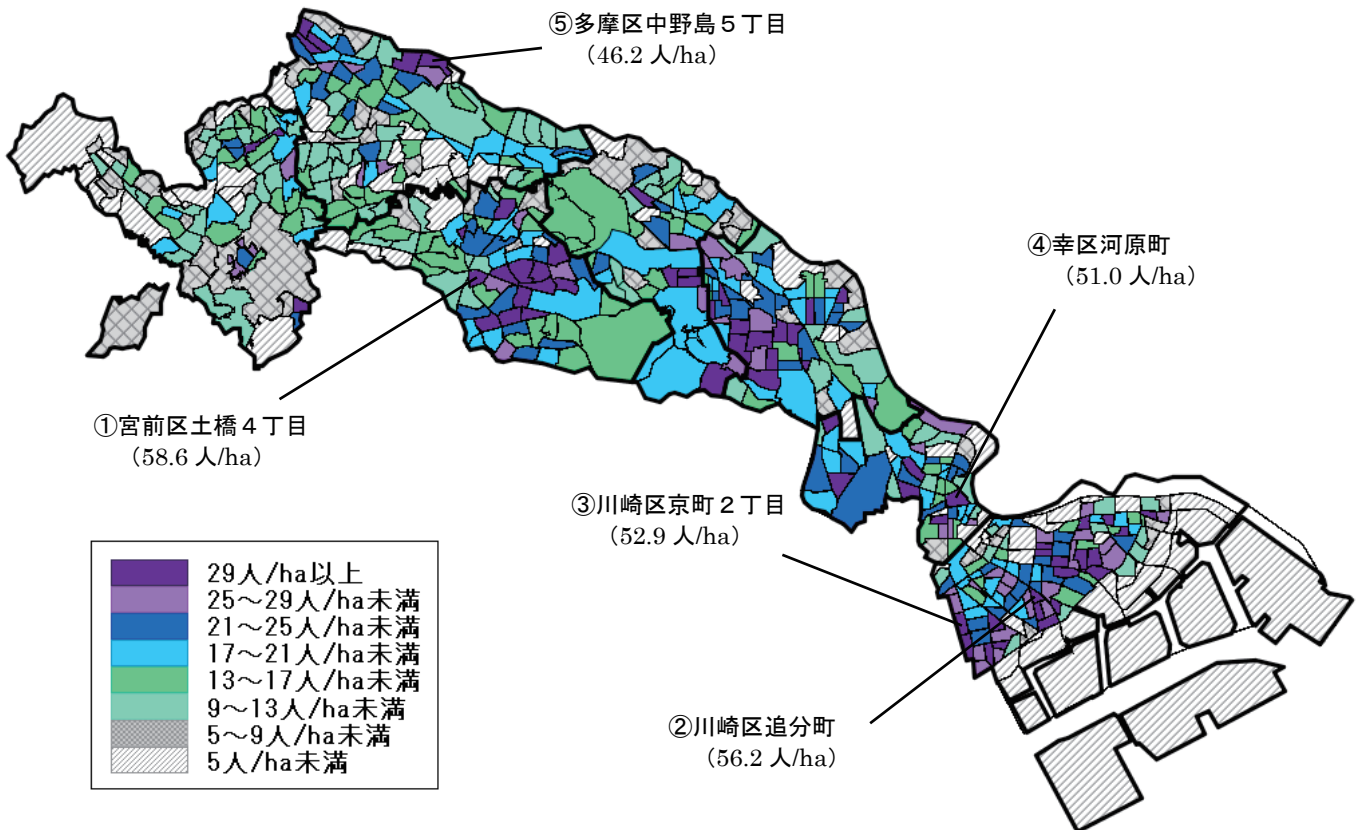 ⑤多摩区中野島５丁目
（46.2 人/ha）
④幸区河原町
（51.0 人/ha）
①宮前区土橋４丁目
（58.6 人/ha）
③川崎区京町２丁目
（52.9 人/ha）
②川崎区追分町
（56.2 人/ha）
29人/ha以上
25～29人/ha未満
21～25人/ha未満
17～21人/ha未満
13～17人/ha未満
9～13人/ha未満
5～9人/ha未満
5人/ha未満